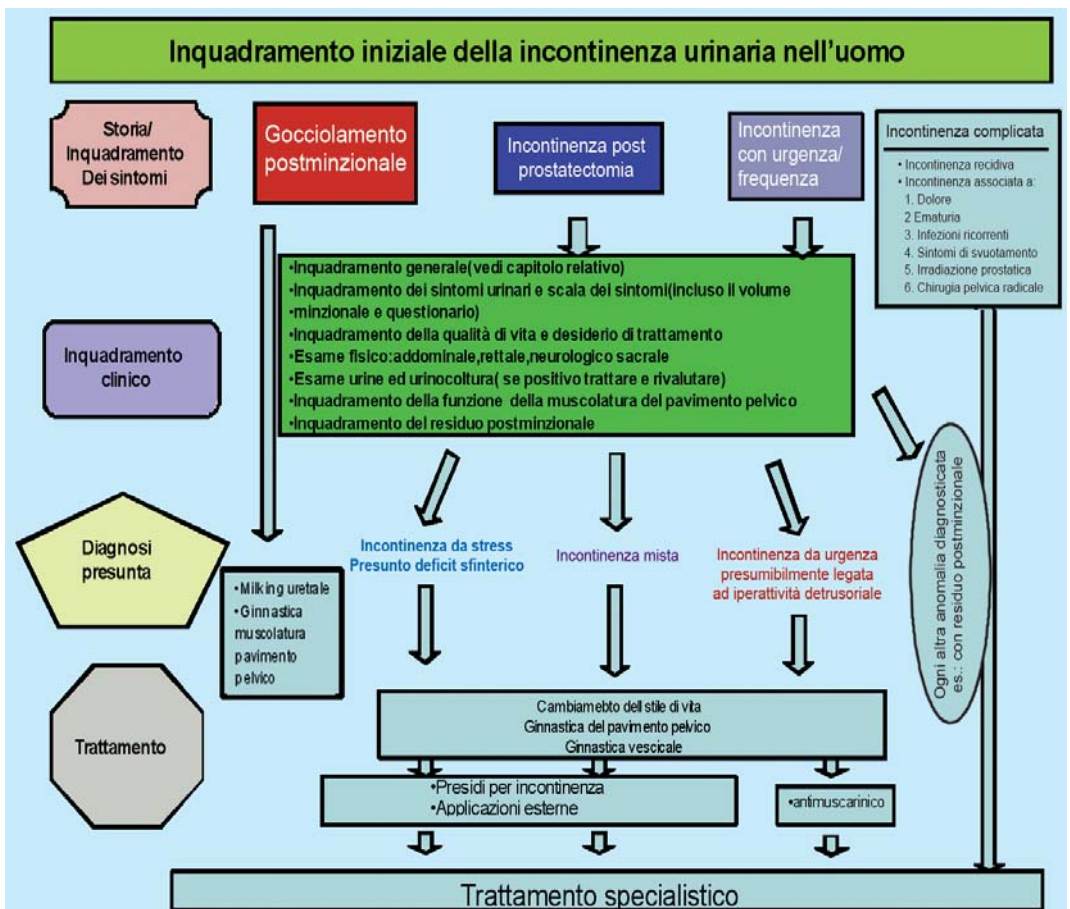 Inquadramento iniziale della incontinenza urinaria nell'uomo
Storia/
Inquadramento
Dei sintomi
Gocciolamento
postminzionale
Incontinenza post
prostatectomia
Incontinenza
con urgenza/
frequenza
Incontinenza complicata
• Incontinenza recidiva
• Incontinenza associata a:
1. Dolore
2 Ematuria
3. Infezioni ricorrenti
4. Sintomi di svuotamento
5. Irradiazione prostatica
6. Chirugia pelvica radicale
Inquadramento
clinico
•Inquadramento generale(vedi capitolo relativo)
•Inquadramento dei sintomi urinari e scala dei sintomi(incluso il volume
•minzionale e questionario)
•Inquadramento della qualità di vita e desiderio di trattamento
•Esame fisico:addominale,rettale,neurologico sacrale
•Esame urine ed urinocoltura( se positivo trattare e rivalutare)
•Inquadramento della funzione della muscolatura del pavimento pelvico
•Inquadramento del residuo postminzionale
Diagnosi
presunta
• Milking uretrale
• Ginnastica
muscolatura
pavimento
pelvico
Incontinenza da stress
Presunto deficit sfinterico
Incontinenza mista
Incontinenza da urgenza
presumibilmente legata
ad iperattività detrusoriale
Ogni altra anomalia diagnosticata
es.: con residuo postminzionale
Trattamento
Cambiamebto dell stile di vita
Ginnastica del pavimento pelvico
Ginnastica vescicale
•Presidi per incontinenza
•Applicazioni esterne
•antimuscarinico
Trattamento specialistico